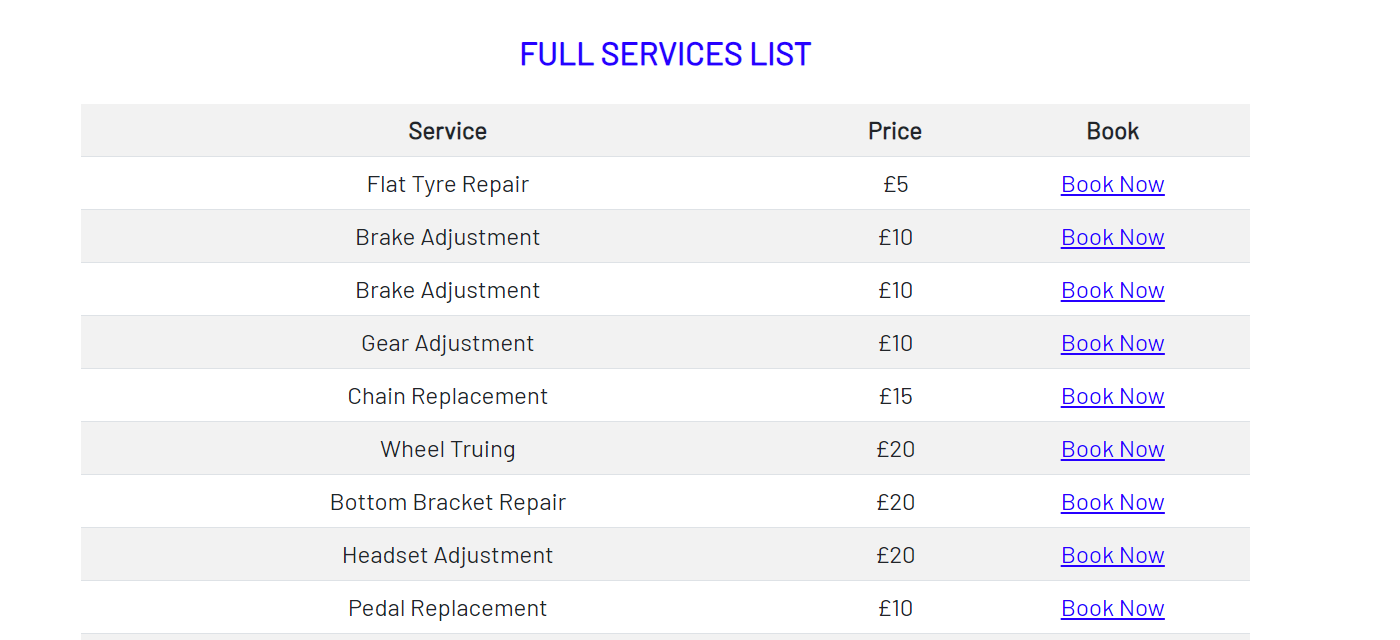 FULL SERVICES LIST
Service Price Book
Flat Tyre Repair £5 Book Now
Brake Adjustment £10 Book Now
Brake Adjustment £10 Book Now
Gear Adjustment £10 Book Now
Chain Replacement £15 Book Now
Wheel Truing £20 Book Now
Bottom Bracket Repair £20 Book Now
Headset Adjustment £20 Book Now
Pedal Replacement £10 Book Now